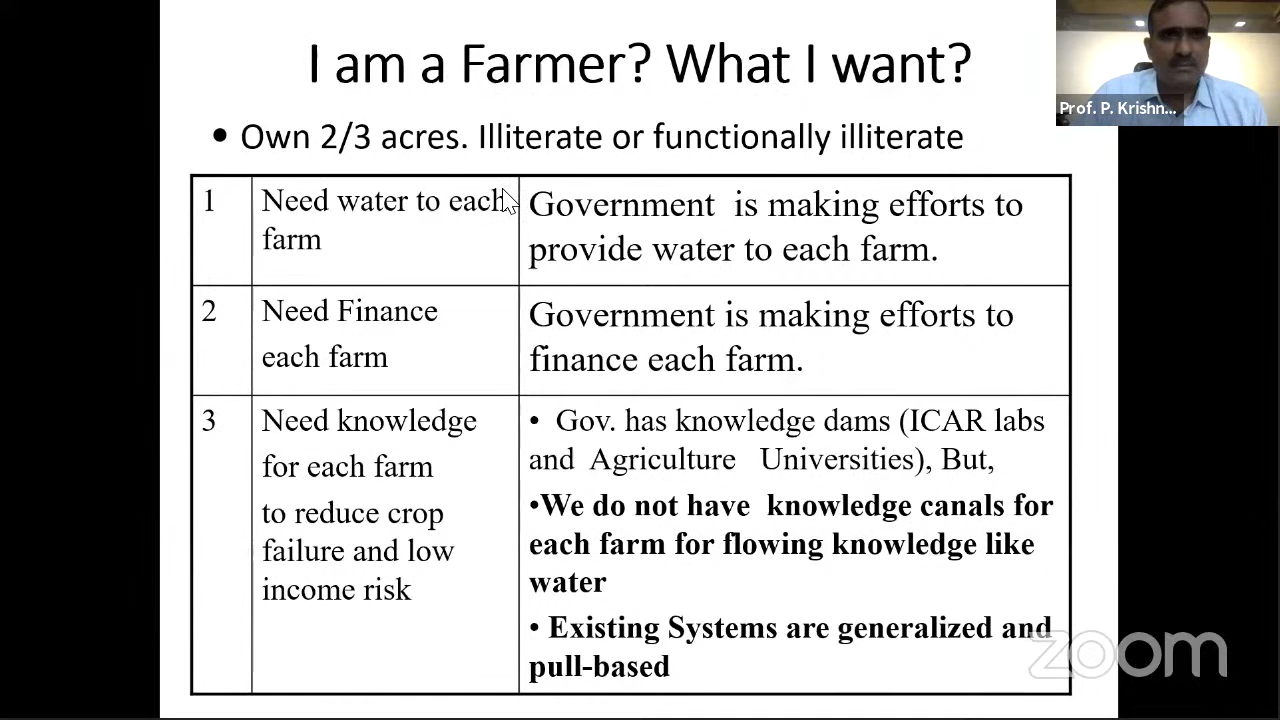 I am a Farmer? What I want?
• Own 2/3 acres. Illiterate or functionally illiterate
1
Need water to each
farm
Government is making efforts to
provide water to each farm.
2
Need Finance
each farm
Government is making efforts to
finance each farm.
3
Need knowledge
for each farm
to reduce crop
failure and low
income risk
• Gov. has knowledge dams (ICAR labs
and Agriculture Universities), But,
•We do not have knowledge canals for
each farm for flowing knowledge like
water
• Existing Systems are generalized and
pull-based
Prof. P. Krishn...
zoom